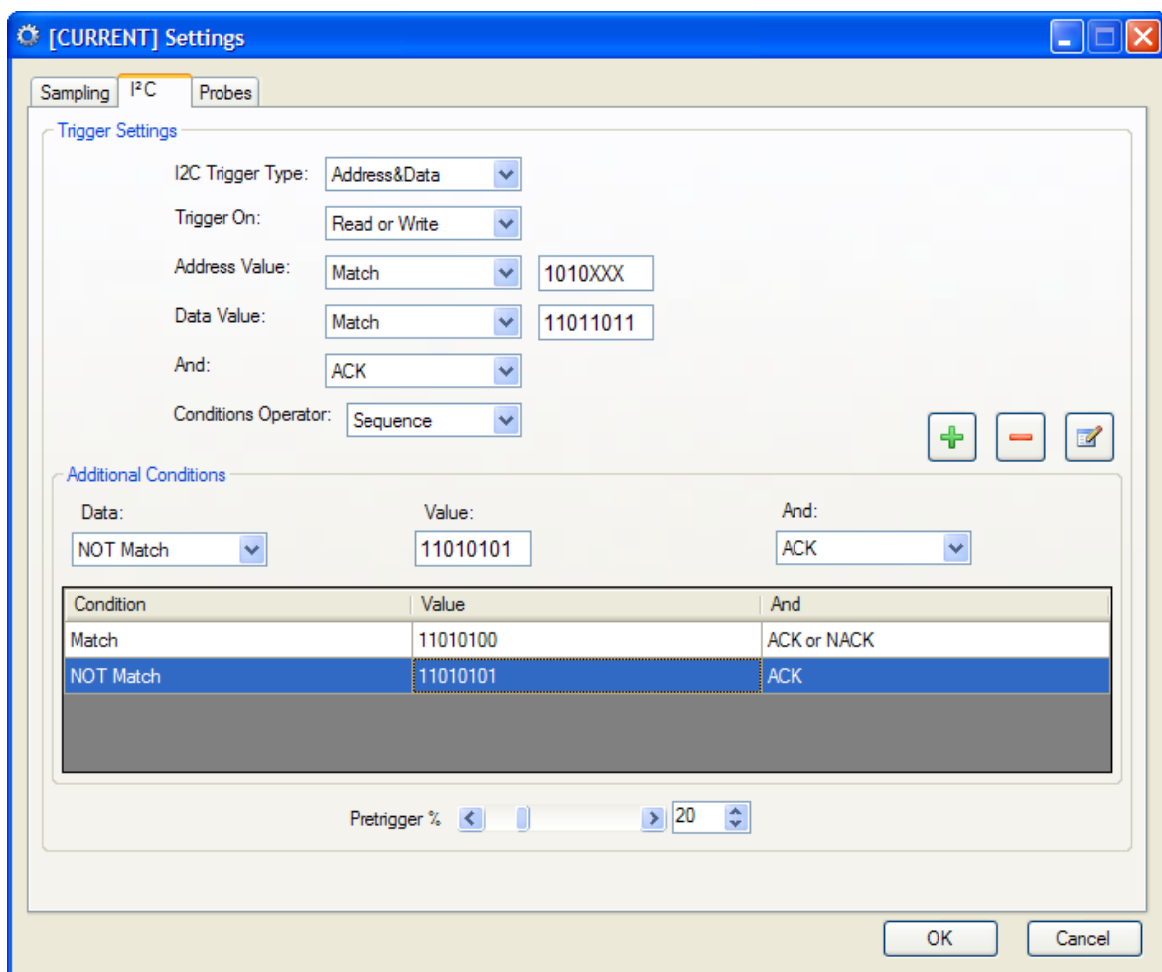 [CURRENT] Settings
Sampling I²C Probes
Trigger Settings
I2C Trigger Type: Address&Data
Trigger On: Read or Write
Address Value: Match 1010XXX
Data Value: Match 11011011
And: ACK
Conditions Operator: Sequence
Additional Conditions
Data: Value: And:
NOT Match 11010101 ACK
Condition Value And
Match 11010100 ACK or NACK
NOT Match 11010101 ACK
Pretrigger % 20
OK Cancel